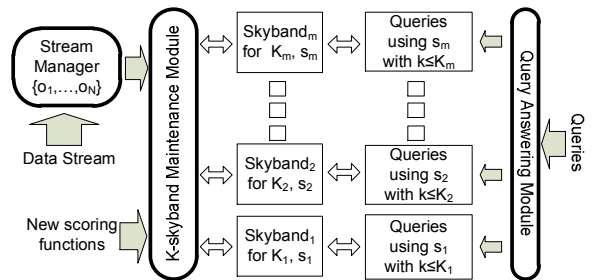 Stream
Manager
{o₁,…,oₙ}
Data Stream
New scoring
functions
K-skyband Maintenance Module
Skybandₘ
for Kₘ, sₘ
Skyband₂
for K₂, s₂
Skyband₁
for K₁, s₁
Queries
using sₘ
with k≤Kₘ
Queries
using s₂
with k≤K₂
Queries
using s₁
with k≤K₁
Query Answering Module
Queries